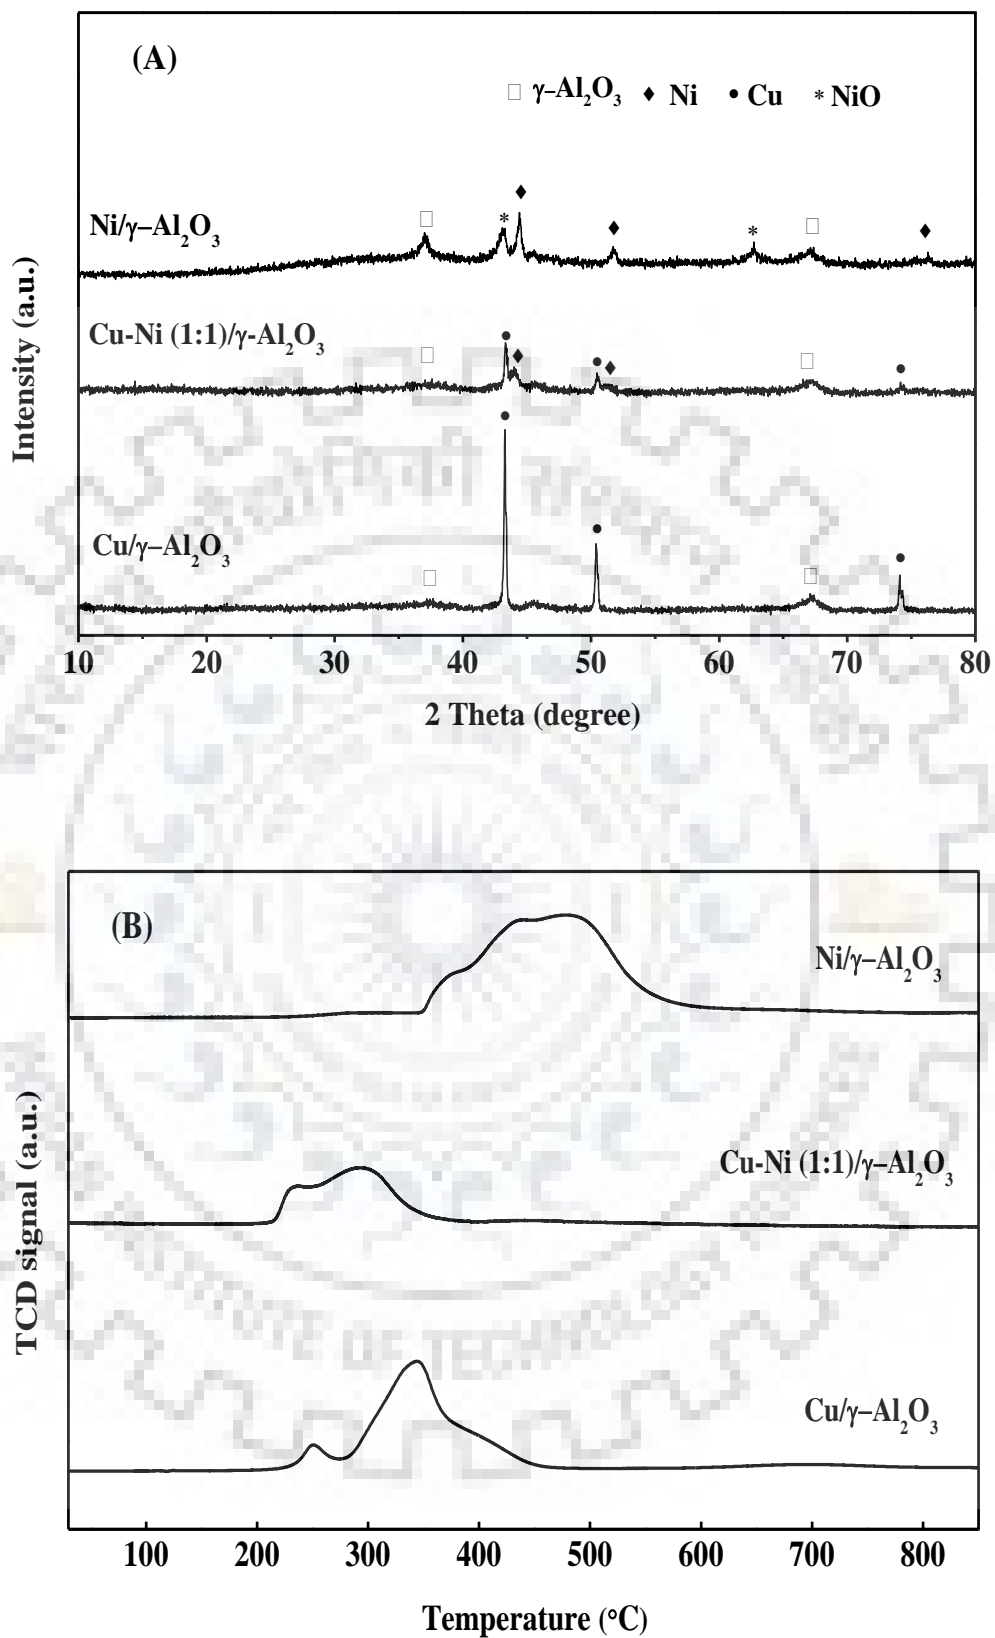 (A)
□ γ–Al₂O₃ ♦ Ni • Cu * NiO
Ni/γ–Al₂O₃
Cu-Ni (1:1)/γ-Al₂O₃
Cu/γ–Al₂O₃
Intensity (a.u.)
10 20 30 40 50 60 70 80
2 Theta (degree)
(B)
Ni/γ–Al₂O₃
Cu-Ni (1:1)/γ–Al₂O₃
Cu/γ–Al₂O₃
TCD signal (a.u.)
100 200 300 400 500 600 700 800
Temperature (°C)